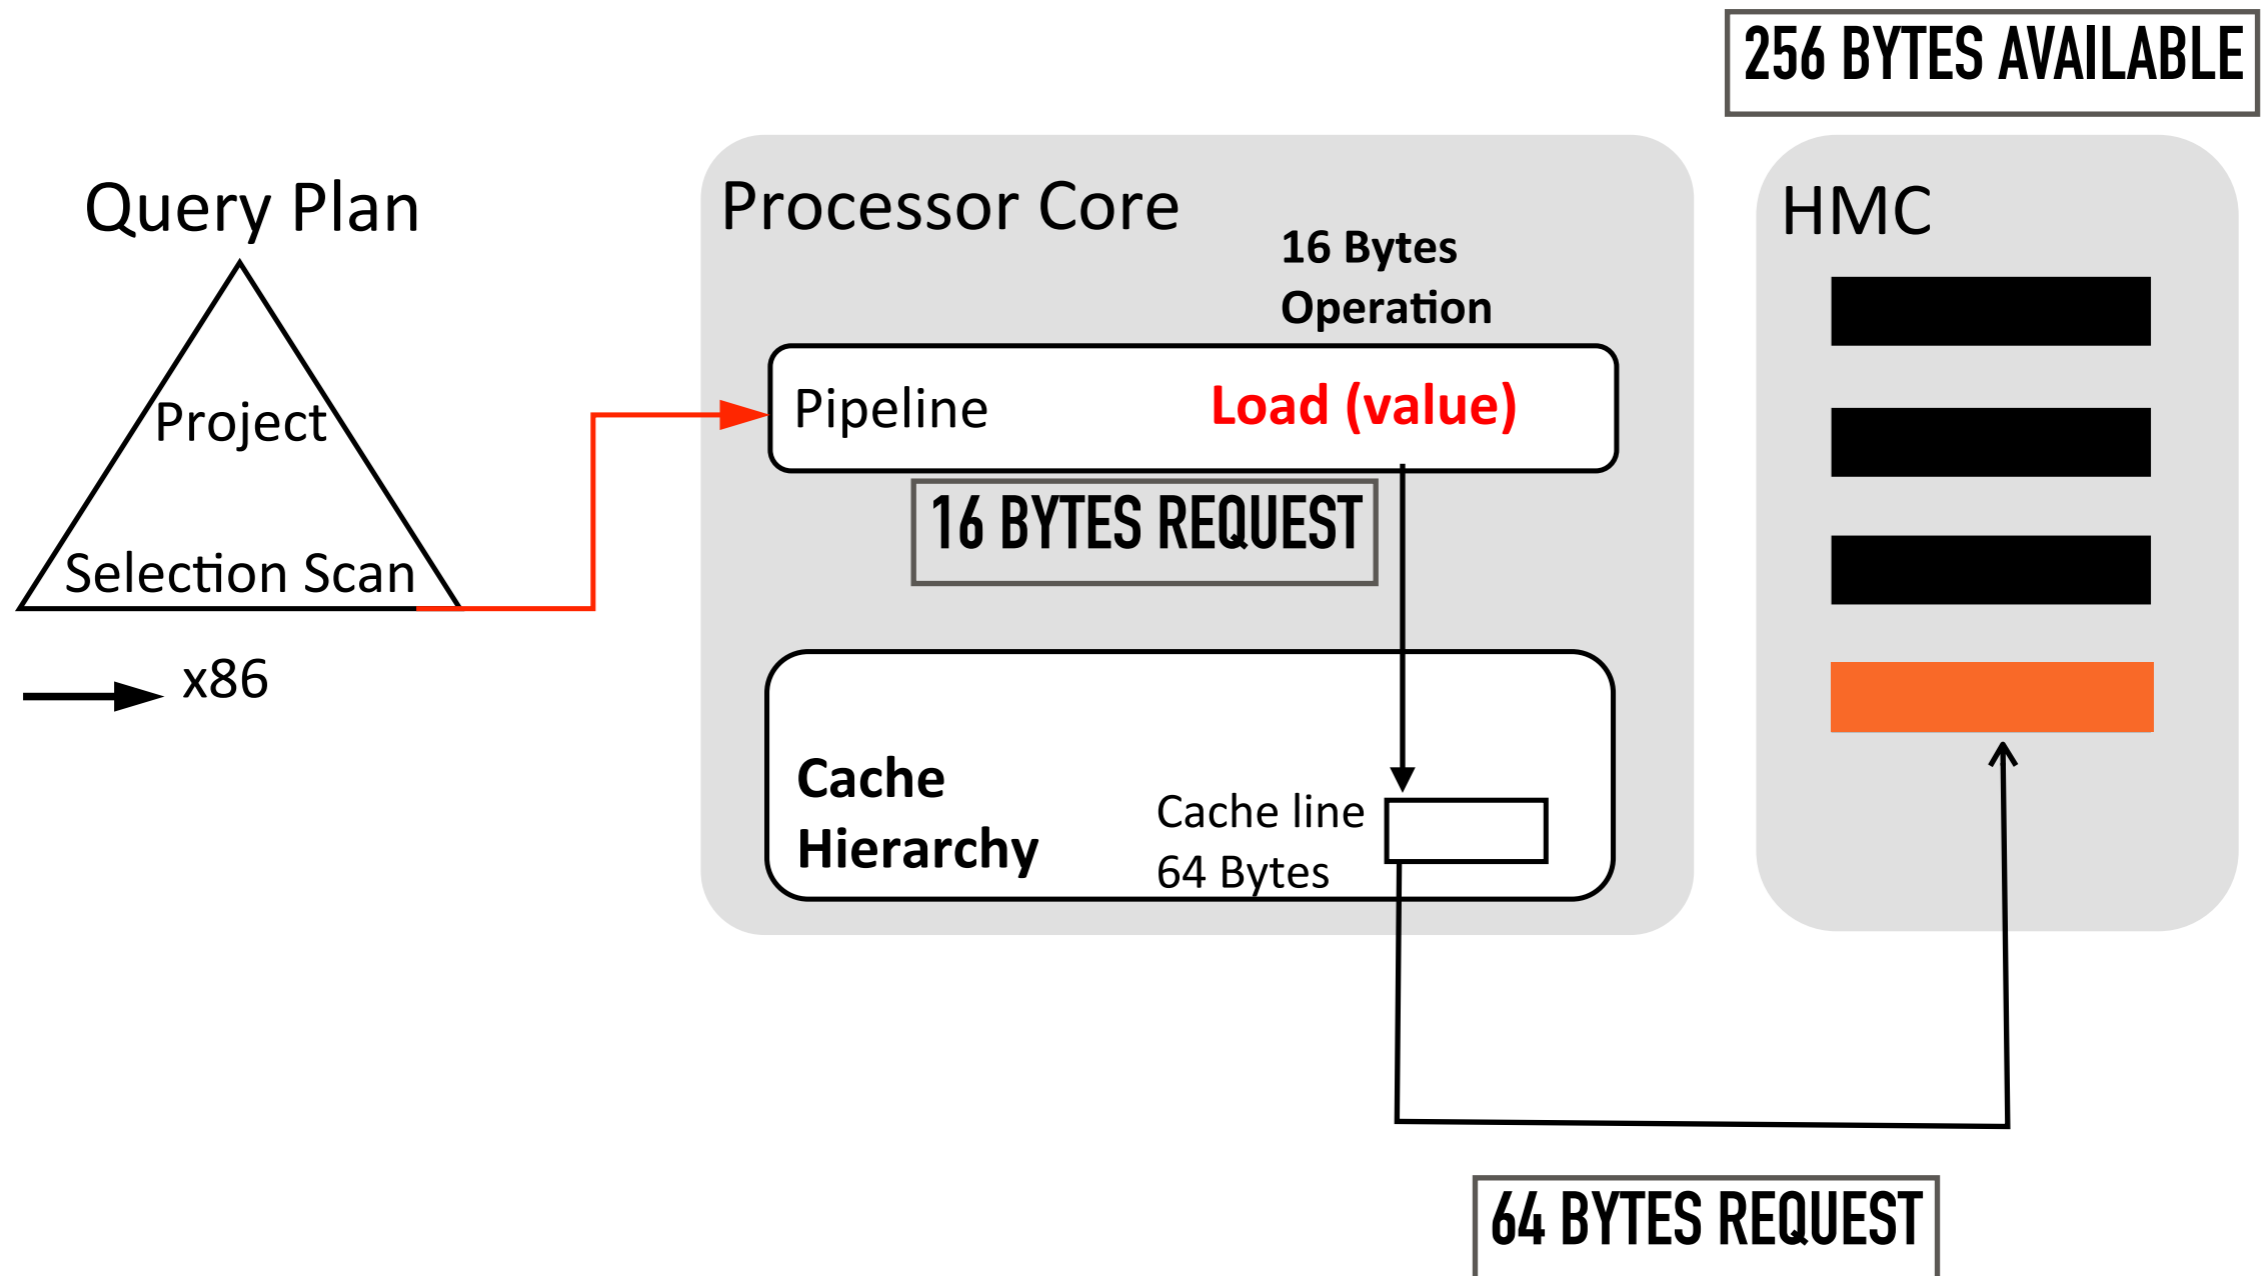 256 BYTES AVAILABLE
Query Plan
Project
Selection Scan
x86
Processor Core
16 Bytes
Operation
Pipeline
Load (value)
16 BYTES REQUEST
Cache
Hierarchy
Cache line
64 Bytes
HMC
64 BYTES REQUEST